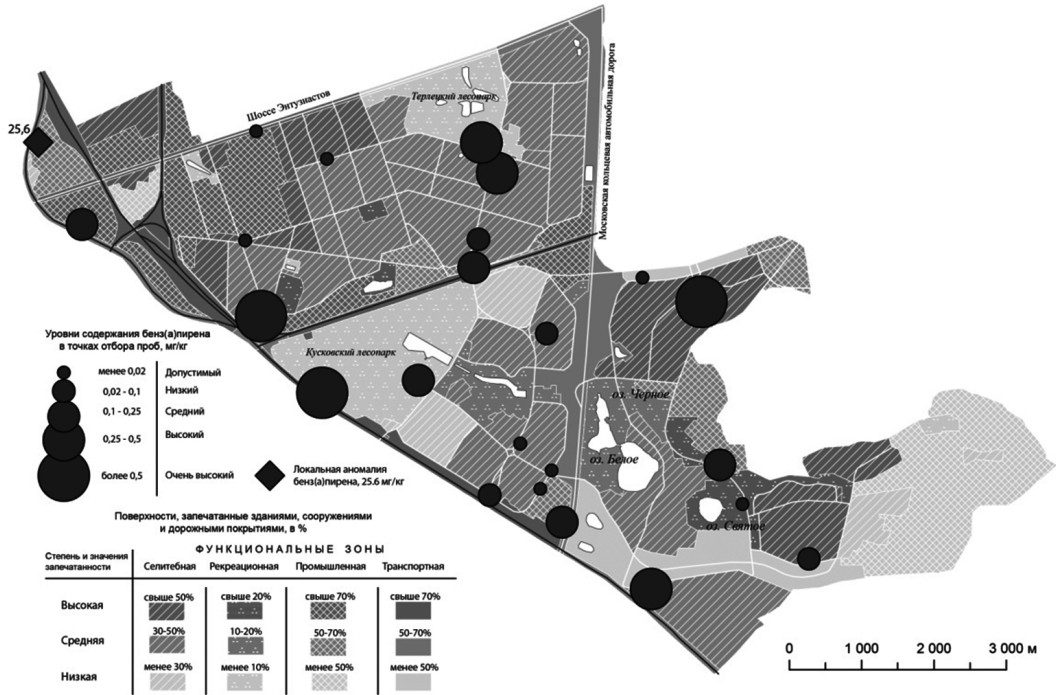 Терлецкий лесопарк
Шоссе Энтузиастов
Московская кольцевая автомобильная дорога
25,6
Кусковский лесопарк
оз. Черное
оз. Белое
оз. Святое
Уровни содержания бенз(а)пирена
в точках отбора проб, мг/кг
менее 0,02 Допустимый
0,02 - 0,1 Низкий
0,1 - 0,25 Средний
0,25 - 0,5 Высокий
более 0,5 Очень высокий
Локальная аномалия
бенз(а)пирена, 25.6 мг/кг
Поверхности, запечатанные зданиями, сооружениями
и дорожными покрытиями, в %
Степень и значения
запечатанности
ФУНКЦИОНАЛЬНЫЕ ЗОНЫ
Селитебная Рекреационная Промышленная Транспортная
Высокая свыше 50% свыше 20% свыше 70% свыше 70%
Средняя 30-50% 10-20% 50-70% 50-70%
Низкая менее 30% менее 10% менее 50% менее 50%
0 1 000 2 000 3 000 м